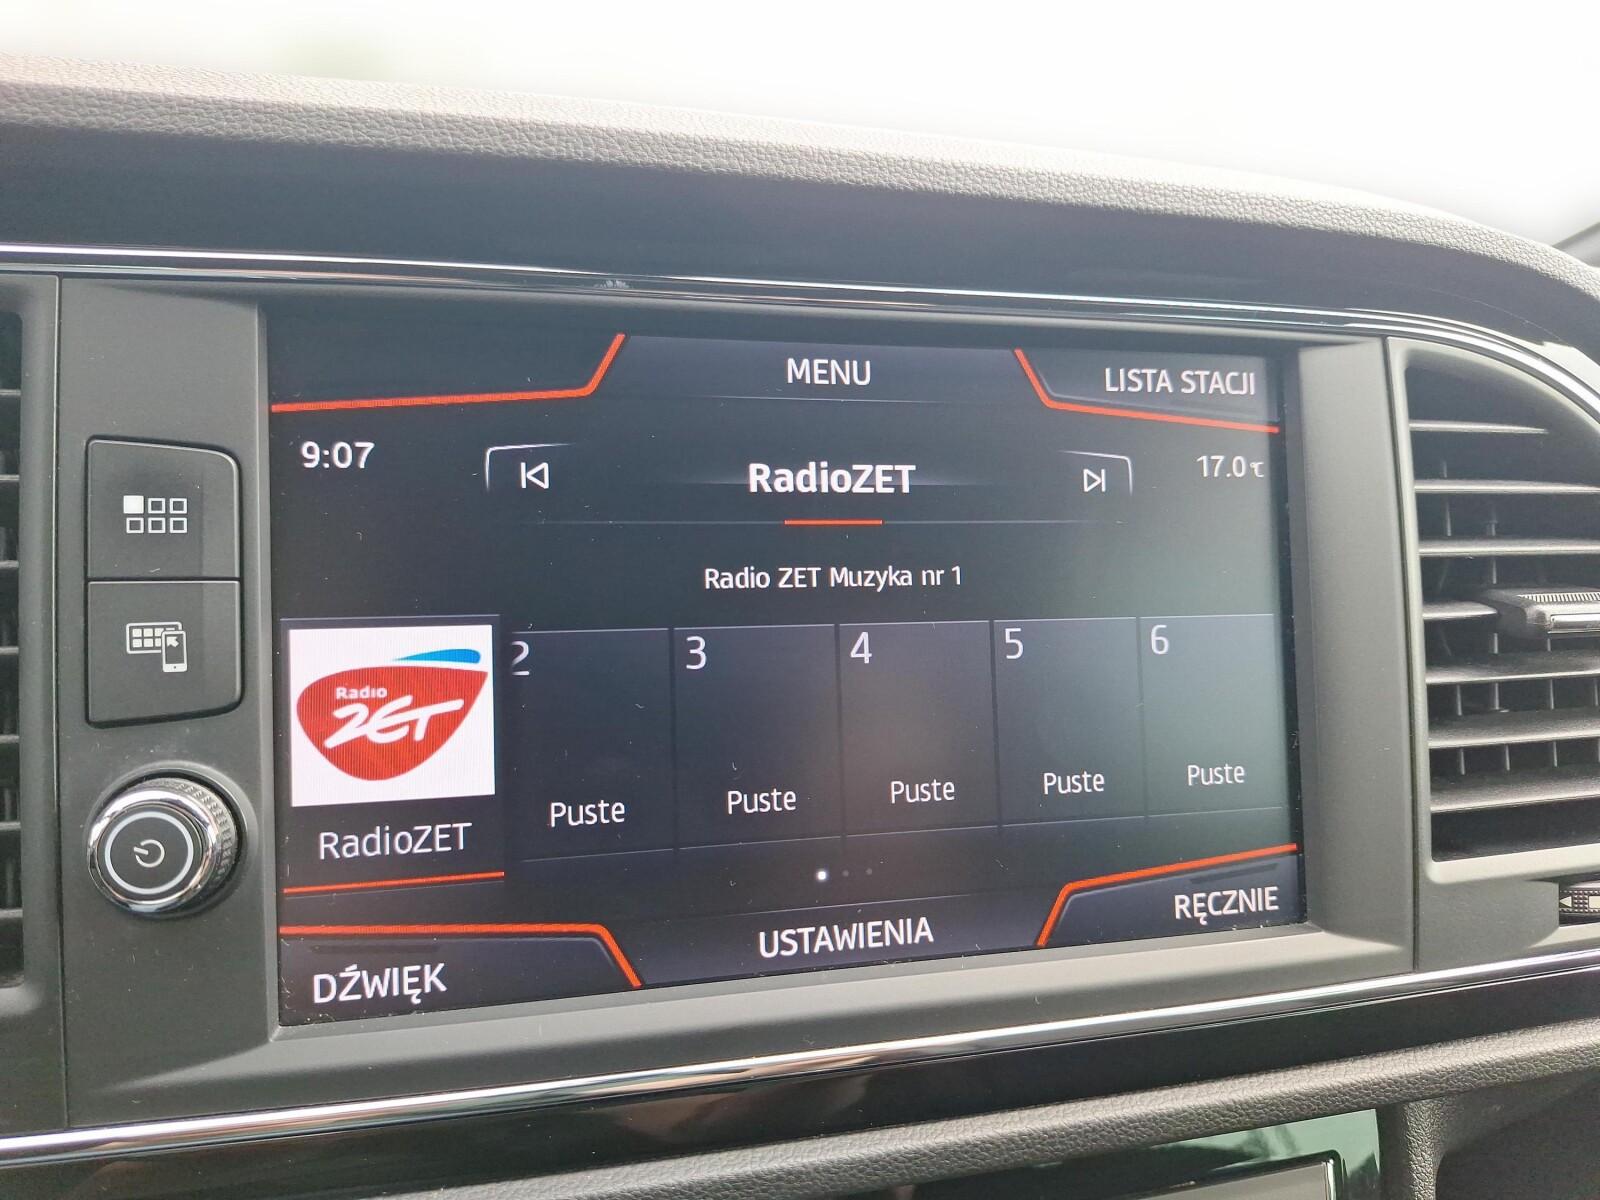 MENU
LISTA STACJI
9:07
RadioZET
17.0°C
Radio ZET Muzyka nr 1
Radio
ZET
RadioZET
2
Puste
3
Puste
4
Puste
5
Puste
6
Puste
DŹWIĘK
USTAWIENIA
RĘCZNIE